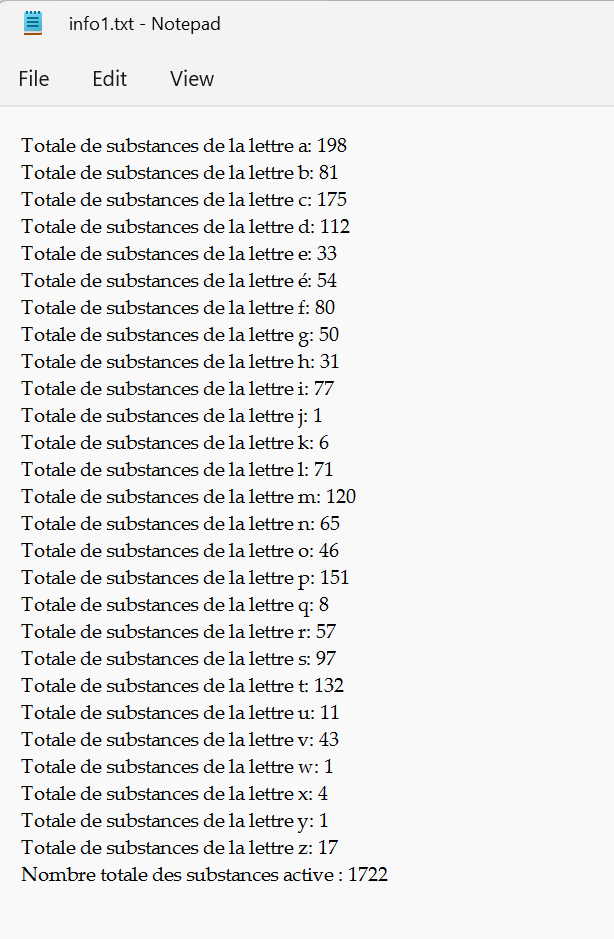 info1.txt - Notepad
File Edit View
Totale de substances de la lettre a: 198
Totale de substances de la lettre b: 81
Totale de substances de la lettre c: 175
Totale de substances de la lettre d: 112
Totale de substances de la lettre e: 33
Totale de substances de la lettre é: 54
Totale de substances de la lettre f: 80
Totale de substances de la lettre g: 50
Totale de substances de la lettre h: 31
Totale de substances de la lettre i: 77
Totale de substances de la lettre j: 1
Totale de substances de la lettre k: 6
Totale de substances de la lettre l: 71
Totale de substances de la lettre m: 120
Totale de substances de la lettre n: 65
Totale de substances de la lettre o: 46
Totale de substances de la lettre p: 151
Totale de substances de la lettre q: 8
Totale de substances de la lettre r: 57
Totale de substances de la lettre s: 97
Totale de substances de la lettre t: 132
Totale de substances de la lettre u: 11
Totale de substances de la lettre v: 43
Totale de substances de la lettre w: 1
Totale de substances de la lettre x: 4
Totale de substances de la lettre y: 1
Totale de substances de la lettre z: 17
Nombre totale des substances active : 1722